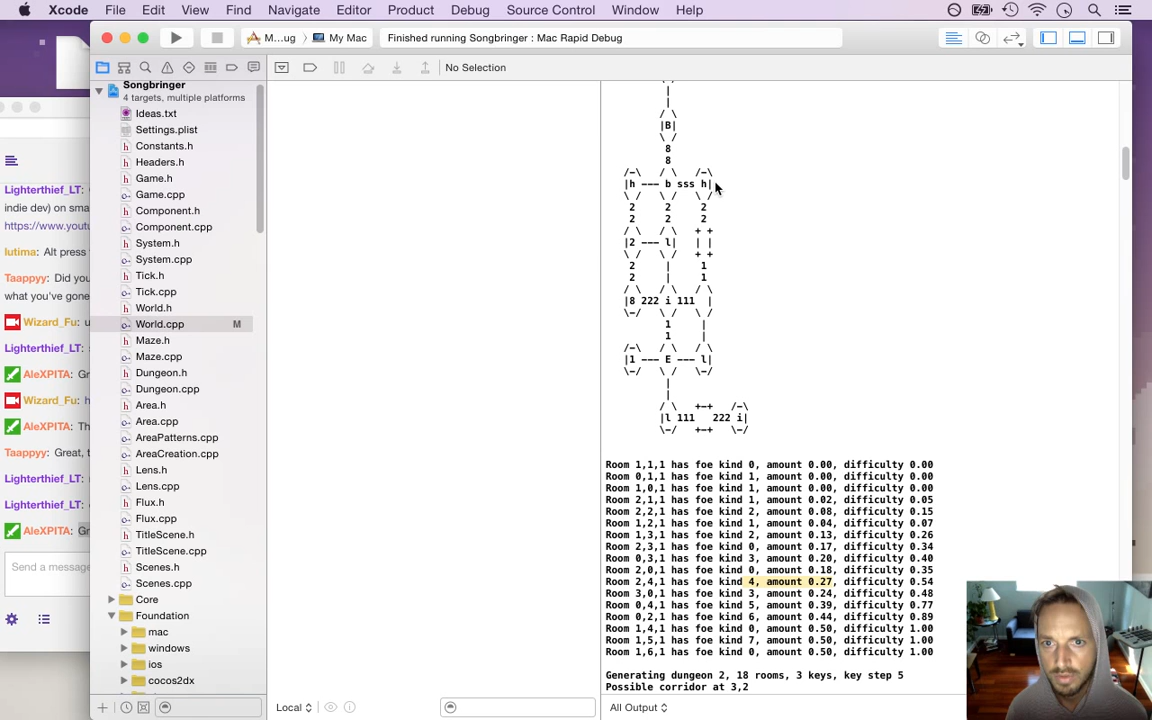 Xcode File Edit View Find Navigate Editor Product Debug Source Control Window Help
M...ug My Mac Finished running Songbringer : Mac Rapid Debug
No Selection
Songbringer
4 targets, multiple platforms
Ideas.txt
Settings.plist
Constants.h
Headers.h
Game.h
Game.cpp
Component.h
Component.cpp
System.h
System.cpp
Tick.h
Tick.cpp
World.h
World.cpp M
Maze.h
Maze.cpp
Dungeon.h
Dungeon.cpp
Area.h
Area.cpp
AreaPatterns.cpp
AreaCreation.cpp
Lens.h
Lens.cpp
Flux.h
Flux.cpp
TitleScene.h
TitleScene.cpp
Scenes.h
Scenes.cpp
Core
Foundation
mac
windows
ios
cocos2dx
Lighterthief_LT:
indie dev) on sma
https://www.yout
lutima: Alt press
Taappyy: Did you
what you've gone
Wizard_Fu: u
Lighterthief_LT:
AleXPITA: Gr
Wizard_Fu: h
AleXPITA: Th
Taappyy: Great, t
Lighterthief_LT:
Lighterthief_LT:
AleXPITA: Gr
Send a messag
|
|
/ \
|B|
\ /
8
8
/-\ / \ /-\
|h --- b sss h|
\ / \ / \ /
2 2 2
2 2 2
/ \ / \ + +
|2 --- l| | |
\ / \ / + +
2 | 1
2 | 1
/ \ / \ / \
|8 222 i 111 |
\-/ \ / \ /
1 |
1 |
/-\ / \ / \
|1 --- E --- l|
\-/ \ / \-/
|
|
/ \ +-+ /-\
|l 111 222 i|
\-/ +-+ \-/
Room 1,1,1 has foe kind 0, amount 0.00, difficulty 0.00
Room 0,1,1 has foe kind 1, amount 0.00, difficulty 0.00
Room 1,0,1 has foe kind 1, amount 0.00, difficulty 0.00
Room 2,1,1 has foe kind 1, amount 0.02, difficulty 0.05
Room 2,2,1 has foe kind 2, amount 0.08, difficulty 0.15
Room 1,2,1 has foe kind 1, amount 0.04, difficulty 0.07
Room 1,3,1 has foe kind 2, amount 0.13, difficulty 0.26
Room 2,3,1 has foe kind 0, amount 0.17, difficulty 0.34
Room 0,3,1 has foe kind 3, amount 0.20, difficulty 0.40
Room 2,0,1 has foe kind 0, amount 0.18, difficulty 0.35
Room 2,4,1 has foe kind 4, amount 0.27, difficulty 0.54
Room 3,0,1 has foe kind 3, amount 0.24, difficulty 0.48
Room 0,4,1 has foe kind 5, amount 0.39, difficulty 0.77
Room 0,2,1 has foe kind 6, amount 0.44, difficulty 0.89
Room 1,4,1 has foe kind 0, amount 0.50, difficulty 1.00
Room 1,5,1 has foe kind 7, amount 0.50, difficulty 1.00
Room 1,6,1 has foe kind 0, amount 0.50, difficulty 1.00
Generating dungeon 2, 18 rooms, 3 keys, key step 5
Possible corridor at 3,2
Local All Output